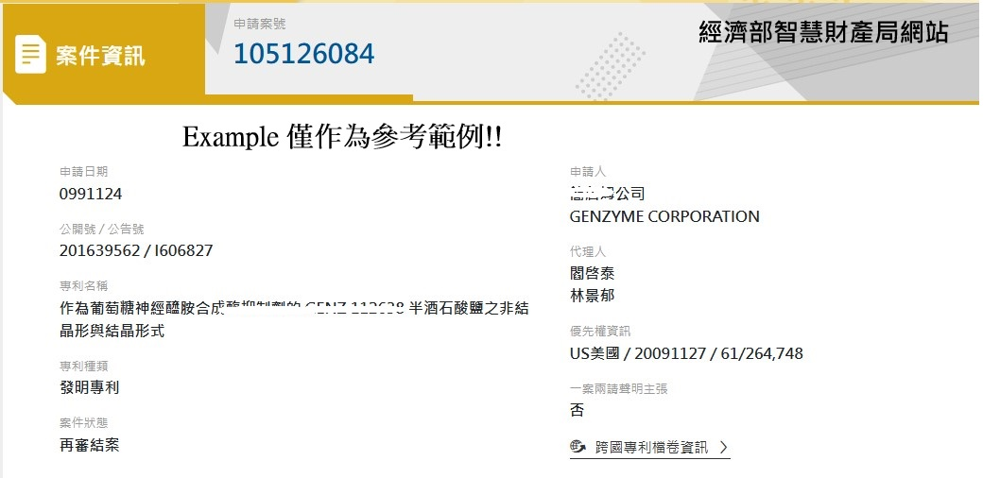 案件資訊
申請案號
105126084
經濟部智慧財產局網站
Example 僅作為參考範例!!
申請日期
0991124
公開號 / 公告號
201639562 / I606827
專利名稱
作為葡萄糖神經醯胺合成酶抑制劑的 GENZ 112638 半酒石酸鹽之非結
晶形與結晶形式
專利種類
發明專利
案件狀態
再審結案
申請人
公司
GENZYME CORPORATION
代理人
閻啓泰
林景郁
優先權資訊
US美國 / 20091127 / 61/264,748
一案兩請聲明主張
否
跨國專利檔卷資訊